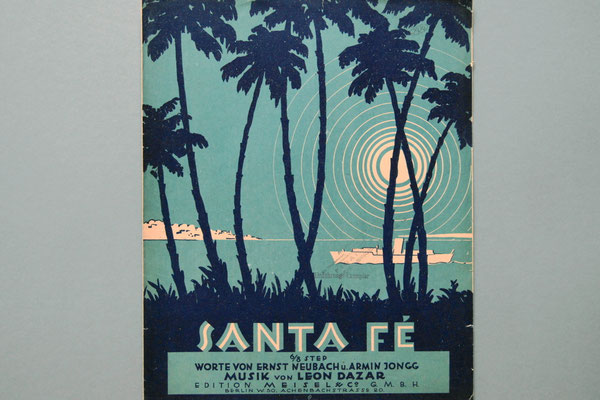 SANTA FÉ
6/8 STEP
WORTE VON ERNST NEUBACH U. ARMIN JONGG
MUSIK VON LEON DAZAR
EDITION MEISEL & Co G.M.B.H.
BERLIN W.50. ACHENBACHSTRASSE 20.